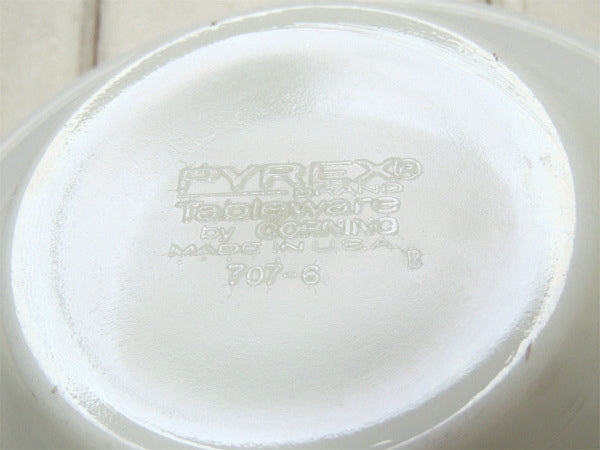 PYREX®
BRAND
Tableware
by CORNING
MADE IN U.S.A.
707-6